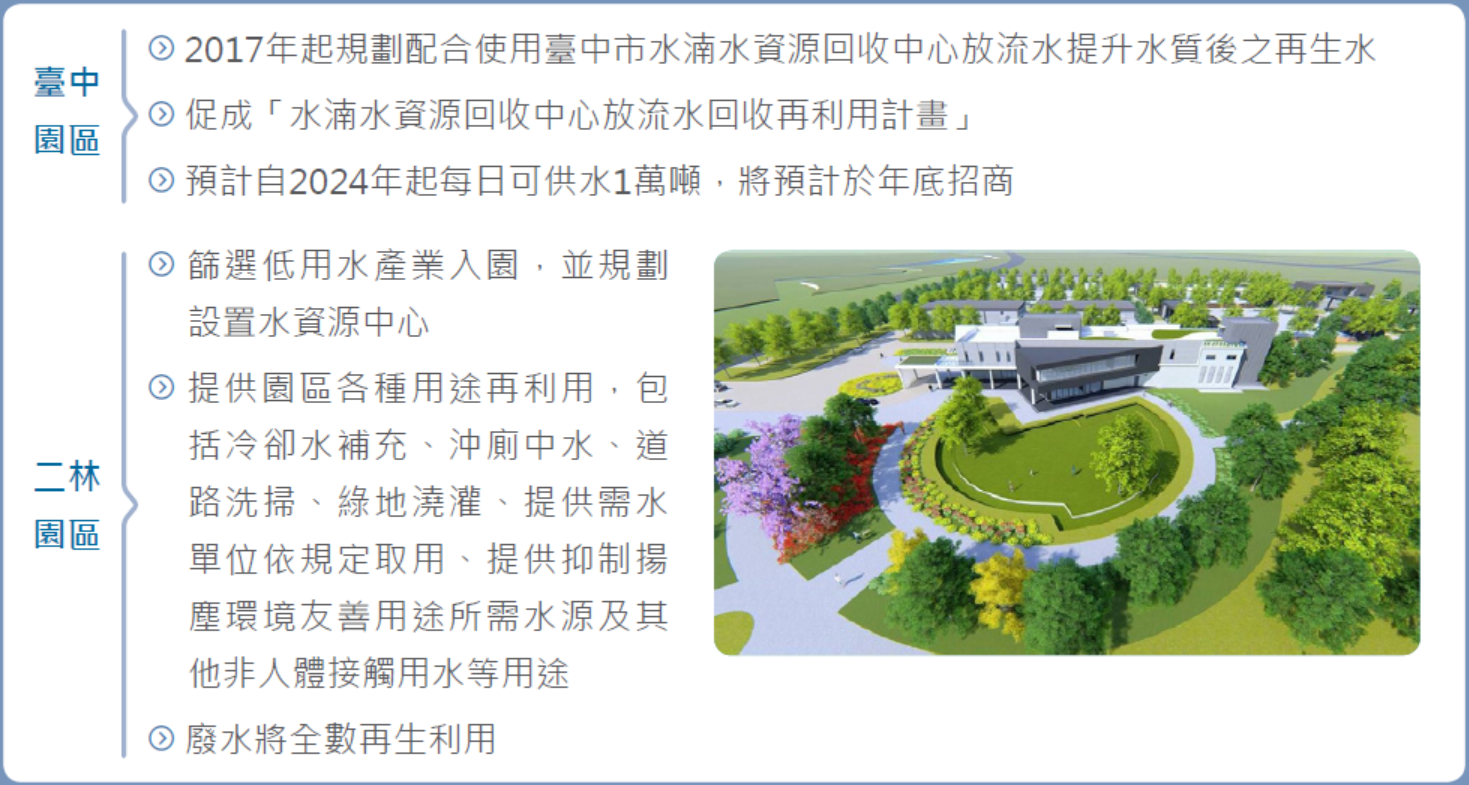 臺中
園區
2017年起規劃配合使用臺中市水湳水資源回收中心放流水提升水質後之再生水
促成「水湳水資源回收中心放流水回收再利用計畫」
預計自2024年起每日可供水1萬噸，將預計於年底招商
二林
園區
篩選低用水產業入園，並規劃
設置水資源中心
提供園區各種用途再利用，包
括冷卻水補充、沖廁中水、道
路洗掃、綠地澆灌、提供需水
單位依規定取用、提供抑制揚
塵環境友善用途所需水源及其
他非人體接觸用水等用途
廢水將全數再生利用